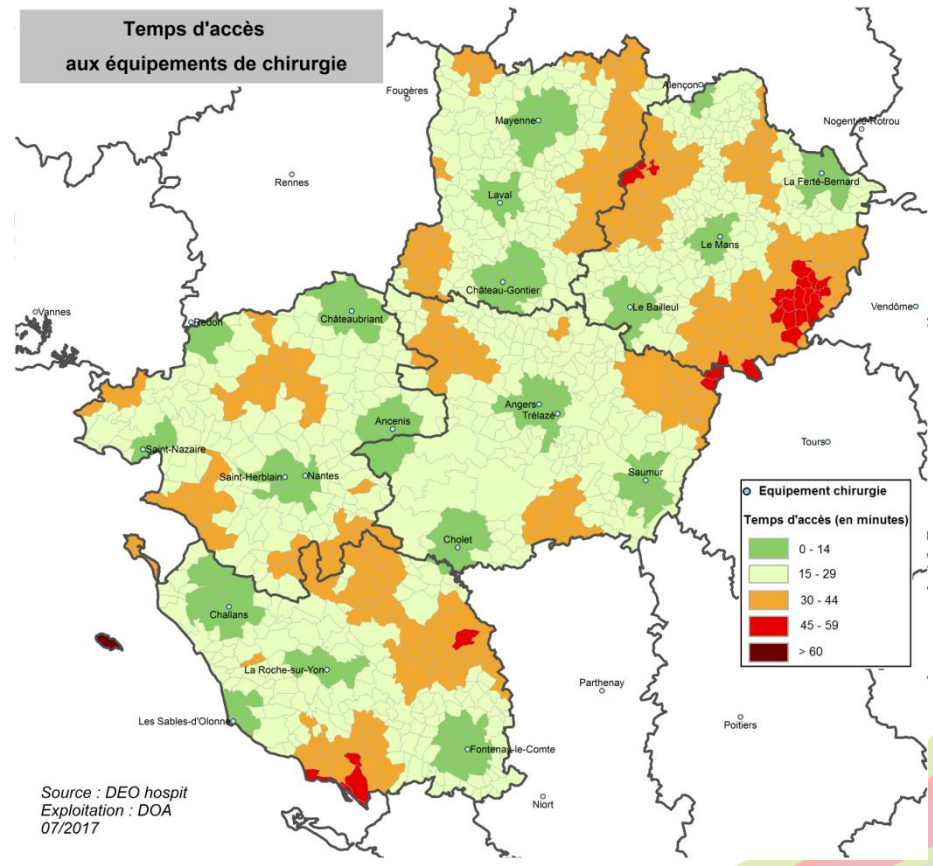 Temps d'accès
aux équipements de chirurgie
Fougères
Alençon
Mayenne
Nogent-le-Rotrou
Rennes
La Ferté-Bernard
Laval
Le Mans
Château-Gontier
Vannes
Redon
Châteaubriant
Le Bailleul
Vendôme
Angers
Trélazé
Ancenis
Tours
Saint-Nazaire
Saint-Herblain
Nantes
Saumur
Cholet
Equipement chirurgie
Temps d'accès (en minutes)
0 - 14
15 - 29
30 - 44
45 - 59
> 60
Challans
La Roche-sur-Yon
Parthenay
Les Sables-d'Olonne
Poitiers
Fontenay-le-Comte
Niort
Source : DEO hospit
Exploitation : DOA
07/2017